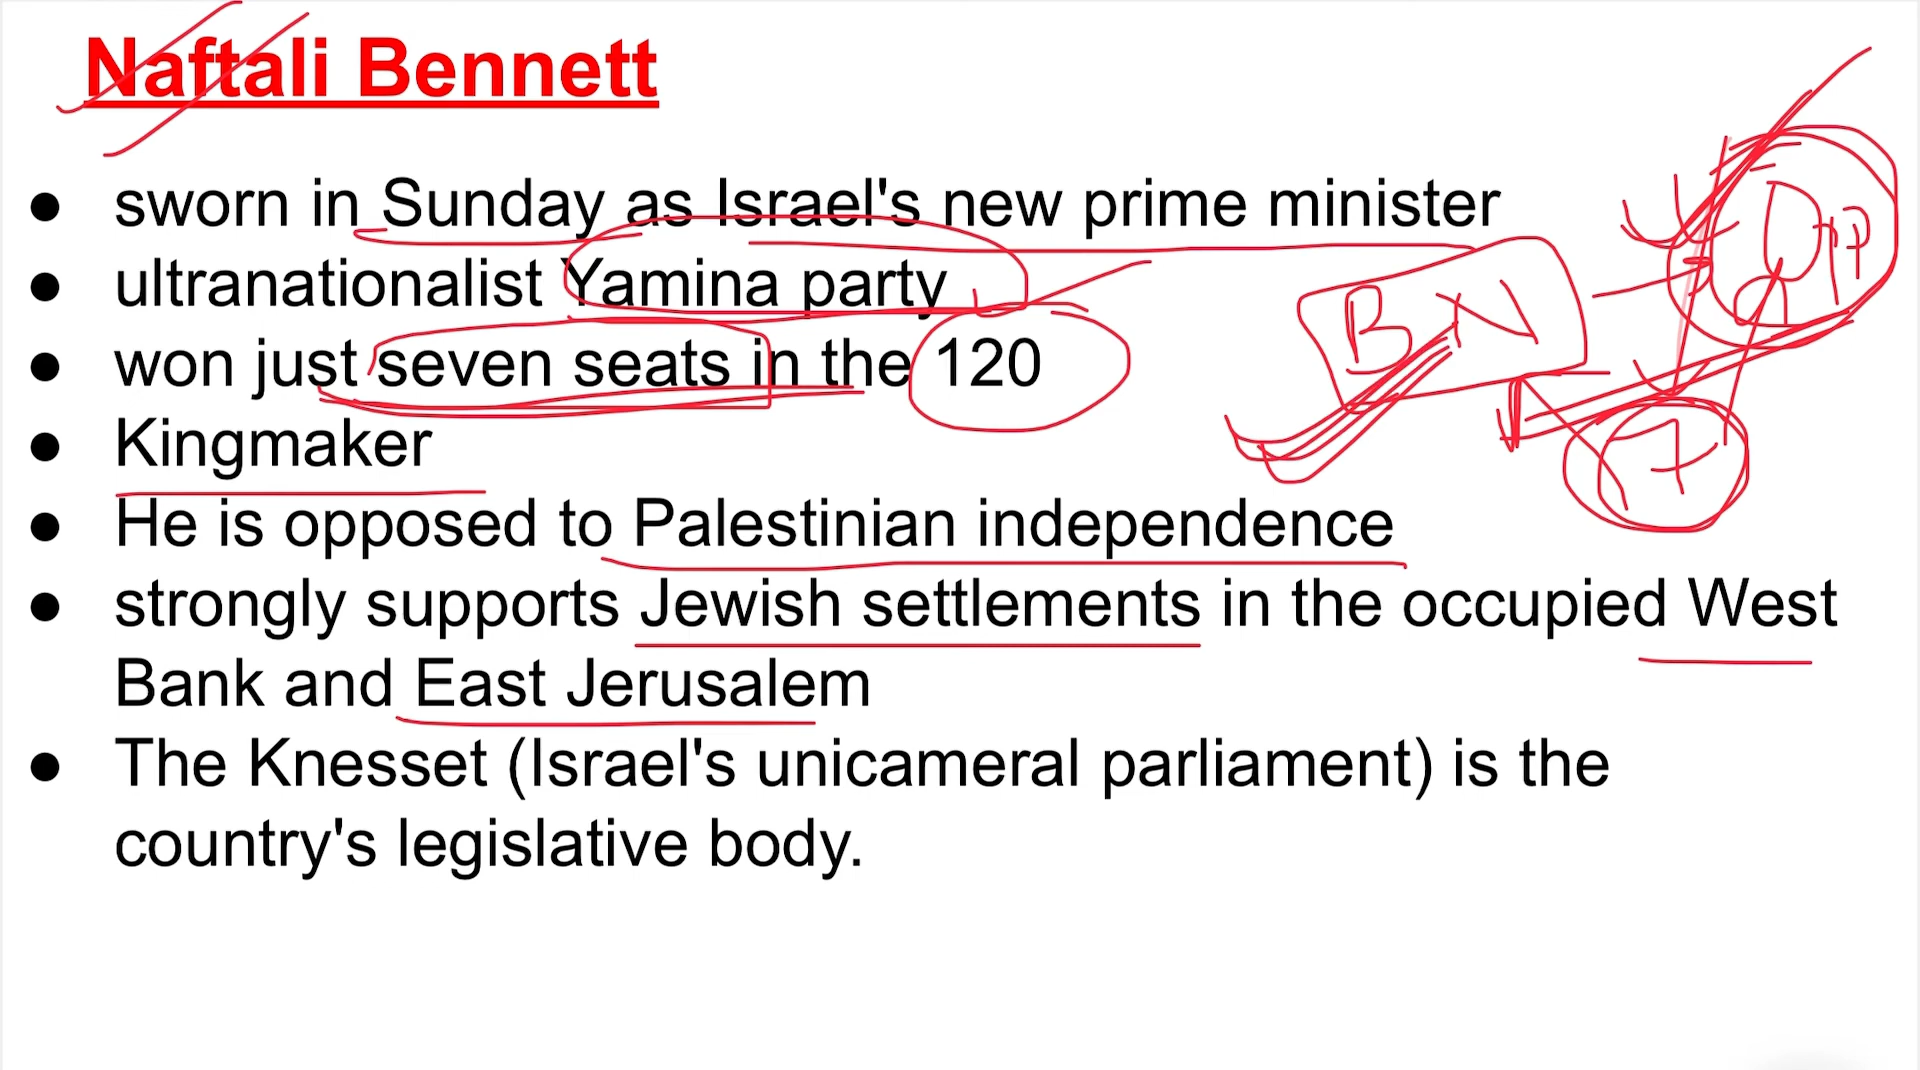 Naftali Bennett
● sworn in Sunday as Israel's new prime minister
● ultranationalist Yamina party
● won just seven seats in the 120
● Kingmaker
● He is opposed to Palestinian independence
● strongly supports Jewish settlements in the occupied West
Bank and East Jerusalem
● The Knesset (Israel's unicameral parliament) is the
country's legislative body.
BN
Opp
7